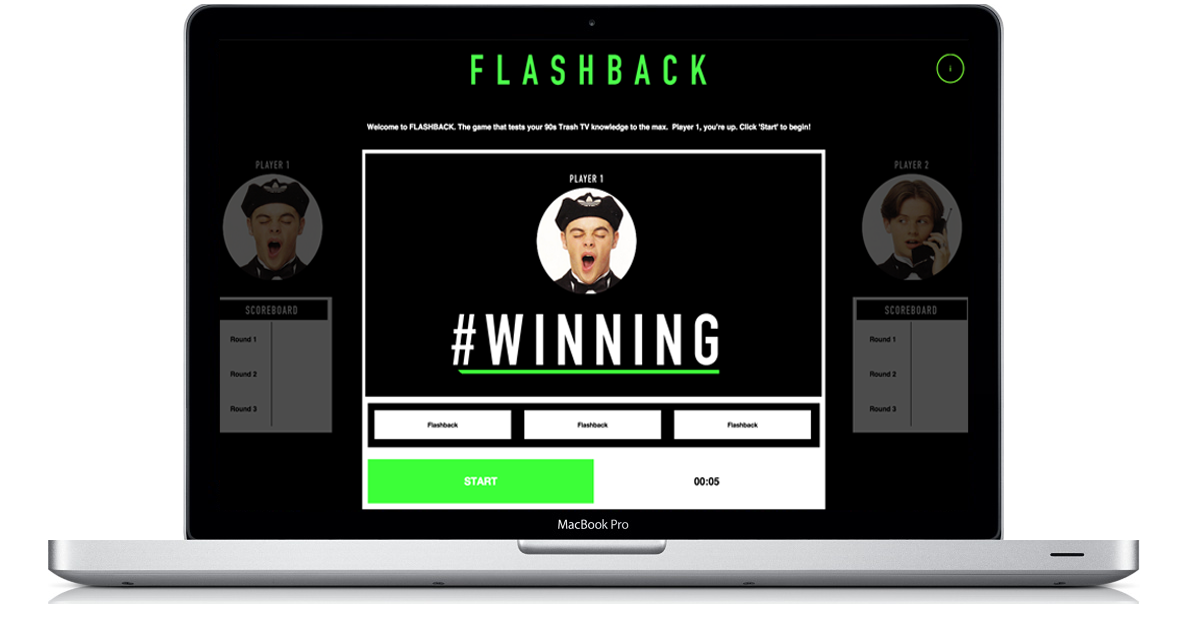 FLASHBACK
i
Welcome to FLASHBACK. The game that tests your 90s Trash TV knowledge to the max. Player 1, you're up. Click 'Start' to begin!
PLAYER 1
SCOREBOARD
Round 1
Round 2
Round 3
PLAYER 1
#WINNING
Flashback
Flashback
Flashback
START
00:05
PLAYER 2
SCOREBOARD
Round 1
Round 2
Round 3
MacBook Pro